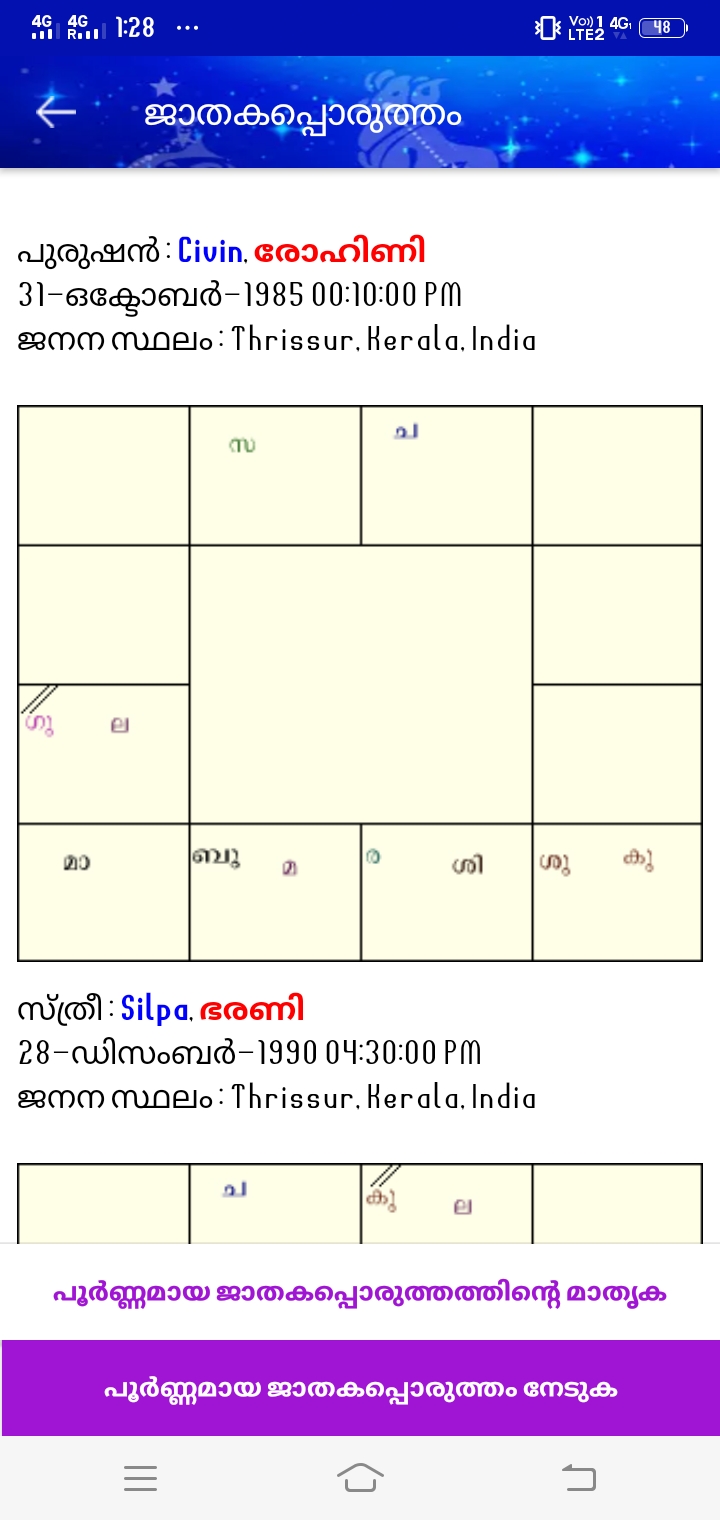 4G 4G R 1:28 ... Vo)) 1 4G LTE2 48
ജാതകപ്പൊരുത്തം
പുരുഷൻ : Civin, രോഹിണി
31-ഒക്ടോബർ-1985 00:10:00 PM
ജനന സ്ഥലം : Thrissur, Kerala, India
സ ച
ഗു ല
മാ ബു മ ര ശി ശു കു
സ്ത്രീ : Silpa, ഭരണി
28-ഡിസംബർ-1990 04:30:00 PM
ജനന സ്ഥലം : Thrissur, Kerala, India
ച കു ല
പൂർണ്ണമായ ജാതകപ്പൊരുത്തത്തിന്റെ മാതൃക
പൂർണ്ണമായ ജാതകപ്പൊരുത്തം നേടുക